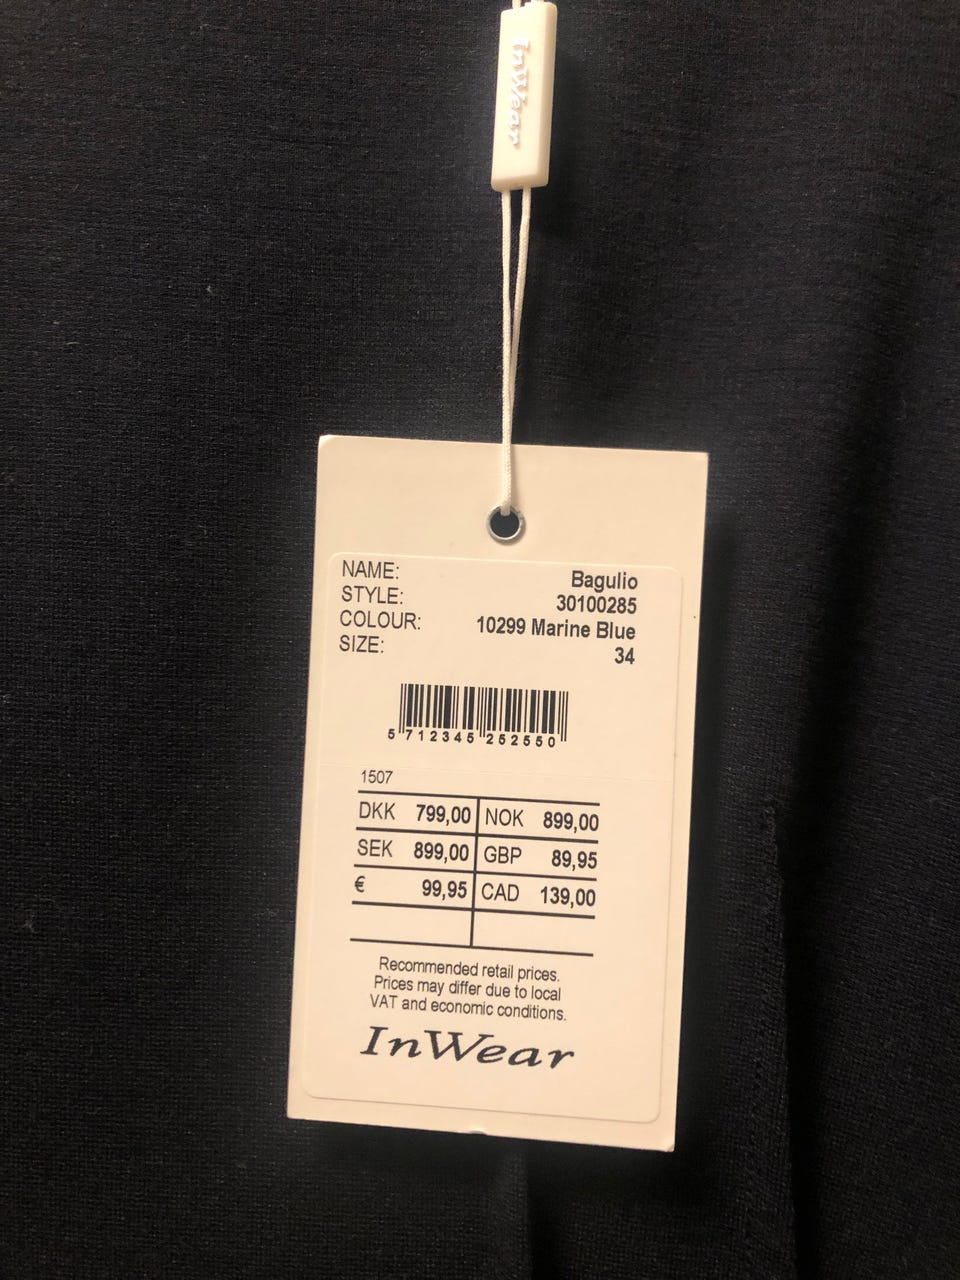 InWear
NAME: Bagulio
STYLE: 30100285
COLOUR: 10299 Marine Blue
SIZE: 34
5 712345 252550
1507
DKK 799,00 NOK 899,00
SEK 899,00 GBP 89,95
€ 99,95 CAD 139,00
Recommended retail prices.
Prices may differ due to local
VAT and economic conditions.
InWear